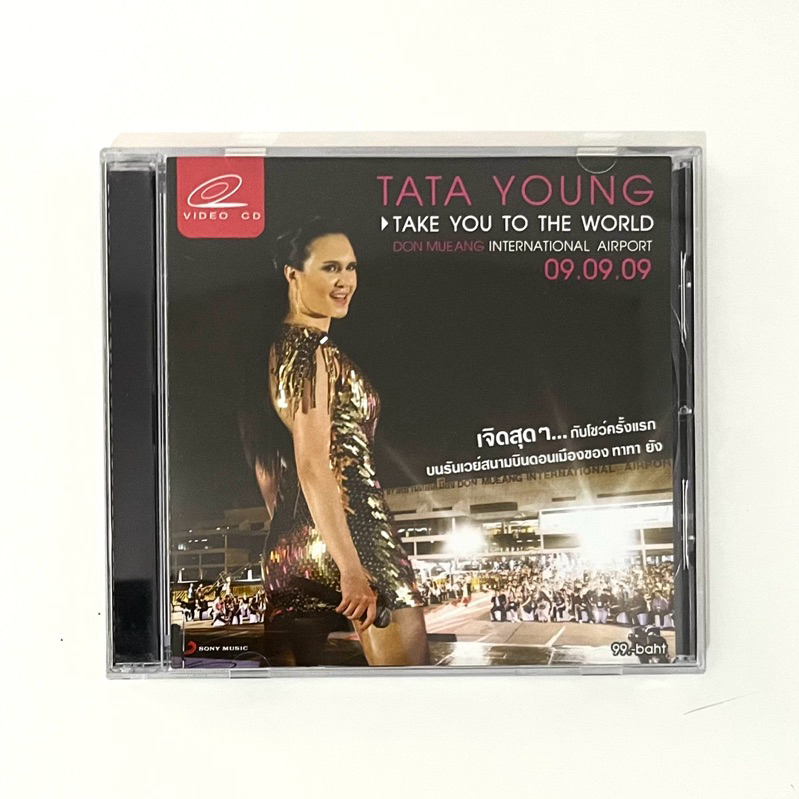 VIDEO CD
TATA YOUNG
TAKE YOU TO THE WORLD
DON MUEANG INTERNATIONAL AIRPORT
09.09.09
เจิดสุด ๆ... กับโชว์ครั้งแรก
บนรันเวย์สนามบินดอนเมืองของ ทาทา ยัง
DON MUEANG INTERNATIONAL AIRPORT
SONY MUSIC
99.-baht